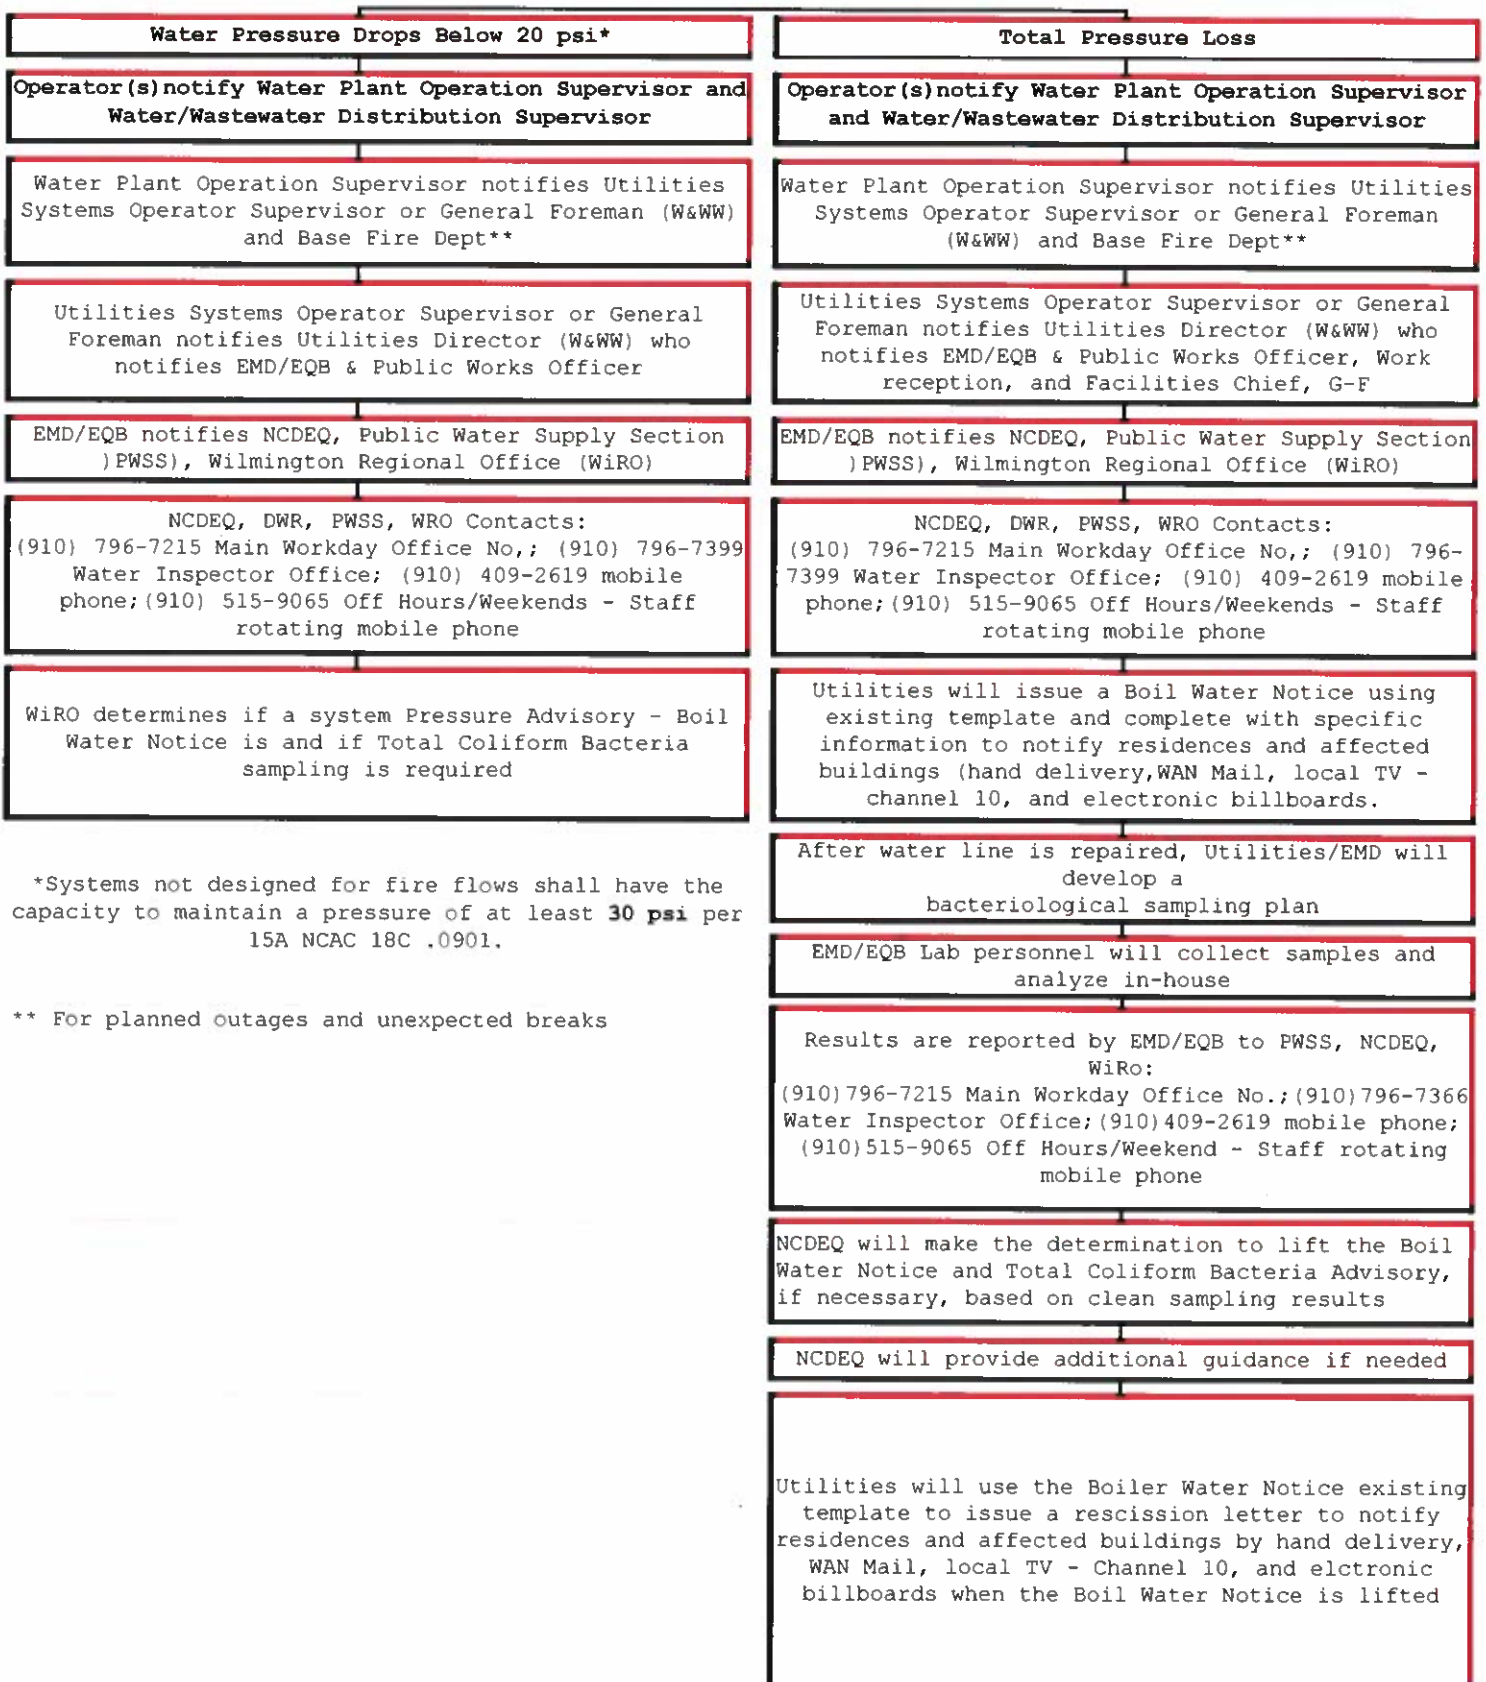 Water Pressure Drops Below 20 psi*
Operator(s)notify Water Plant Operation Supervisor and
Water/Wastewater Distribution Supervisor
Water Plant Operation Supervisor notifies Utilities
Systems Operator Supervisor or General Foreman (W&WW)
and Base Fire Dept**
Utilities Systems Operator Supervisor or General
Foreman notifies Utilities Director (W&WW) who
notifies EMD/EQB & Public Works Officer
EMD/EQB notifies NCDEQ, Public Water Supply Section
)PWSS), Wilmington Regional Office (WiRO)
NCDEQ, DWR, PWSS, WRO Contacts:
(910) 796-7215 Main Workday Office No,; (910) 796-7399
Water Inspector Office; (910) 409-2619 mobile
phone;(910) 515-9065 Off Hours/Weekends - Staff
rotating mobile phone
WiRO determines if a system Pressure Advisory - Boil
Water Notice is and if Total Coliform Bacteria
sampling is required
*Systems not designed for fire flows shall have the
capacity to maintain a pressure of at least 30 psi per
15A NCAC 18C .0901.
** For planned outages and unexpected breaks
Total Pressure Loss
Operator(s)notify Water Plant Operation Supervisor
and Water/Wastewater Distribution Supervisor
Water Plant Operation Supervisor notifies Utilities
Systems Operator Supervisor or General Foreman
(W&WW) and Base Fire Dept**
Utilities Systems Operator Supervisor or General
Foreman notifies Utilities Director (W&WW) who
notifies EMD/EQB & Public Works Officer, Work
reception, and Facilities Chief, G-F
EMD/EQB notifies NCDEQ, Public Water Supply Section
)PWSS), Wilmington Regional Office (WiRO)
NCDEQ, DWR, PWSS, WRO Contacts:
(910) 796-7215 Main Workday Office No,; (910) 796-
7399 Water Inspector Office; (910) 409-2619 mobile
phone;(910) 515-9065 Off Hours/Weekends - Staff
rotating mobile phone
Utilities will issue a Boil Water Notice using
existing template and complete with specific
information to notify residences and affected
buildings (hand delivery,WAN Mail, local TV -
channel 10, and electronic billboards.
After water line is repaired, Utilities/EMD will
develop a
bacteriological sampling plan
EMD/EQB Lab personnel will collect samples and
analyze in-house
Results are reported by EMD/EQB to PWSS, NCDEQ,
WiRo:
(910)796-7215 Main Workday Office No.;(910)796-7366
Water Inspector Office;(910)409-2619 mobile phone;
(910)515-9065 Off Hours/Weekend - Staff rotating
mobile phone
NCDEQ will make the determination to lift the Boil
Water Notice and Total Coliform Bacteria Advisory,
if necessary, based on clean sampling results
NCDEQ will provide additional guidance if needed
Utilities will use the Boiler Water Notice existing
template to issue a rescission letter to notify
residences and affected buildings by hand delivery,
WAN Mail, local TV - Channel 10, and elctronic
billboards when the Boil Water Notice is lifted